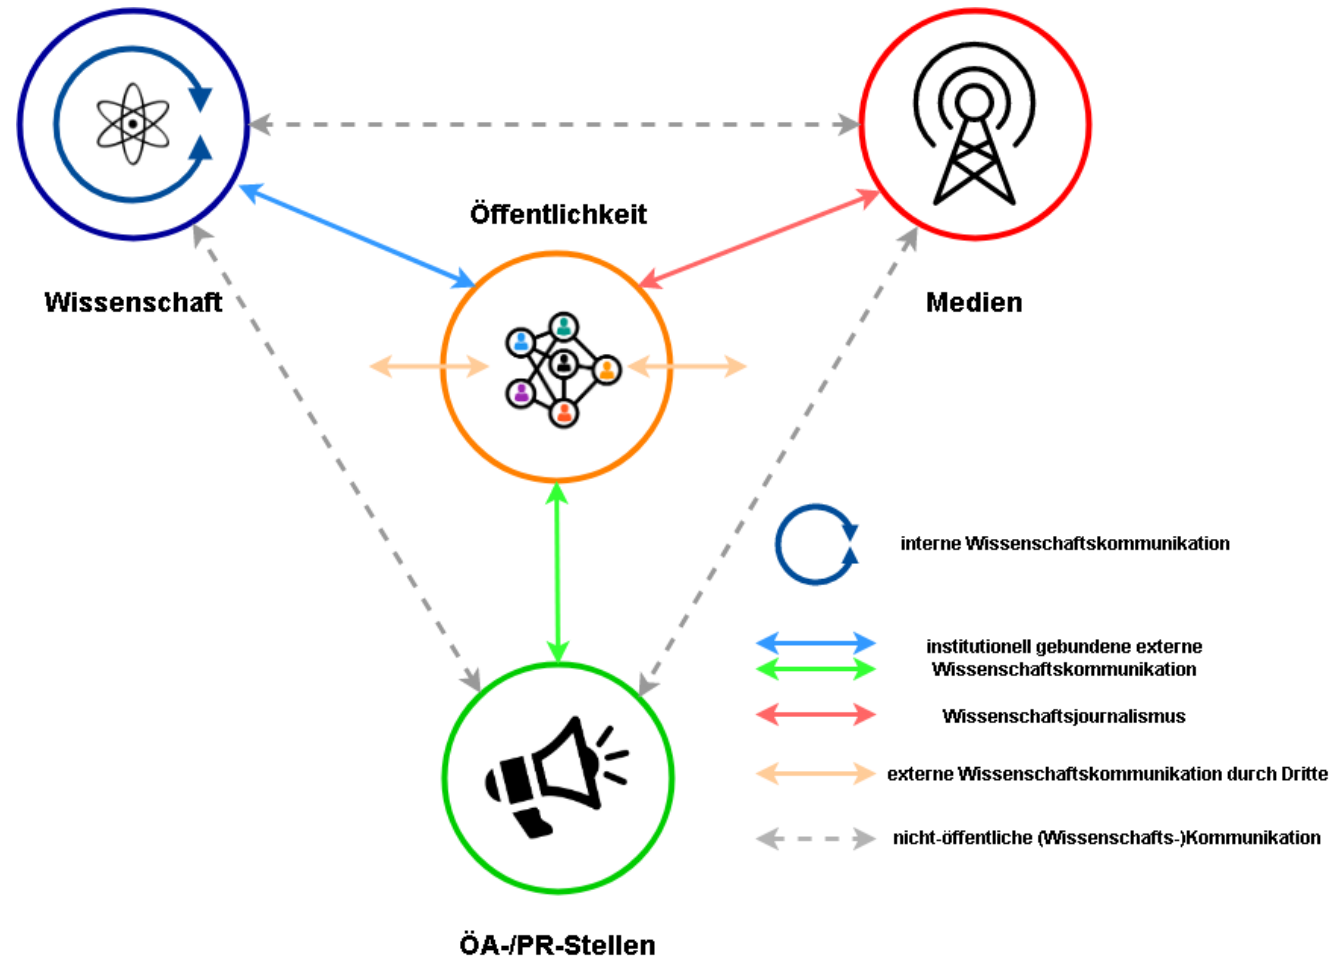 Öffentlichkeit
Wissenschaft
Medien
interne Wissenschaftskommunikation
institutionell gebundene externe
Wissenschaftskommunikation
Wissenschaftsjournalismus
externe Wissenschaftskommunikation durch Dritte
nicht-öffentliche (Wissenschafts-)Kommunikation
ÖA-/PR-Stellen